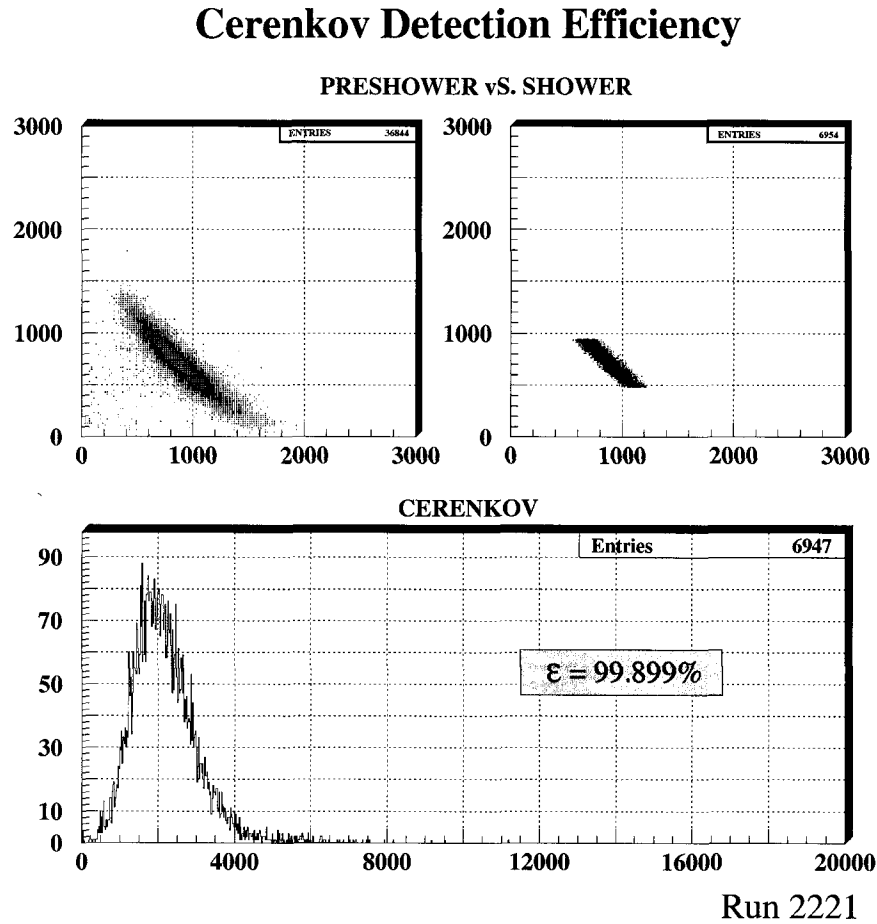 Cerenkov Detection Efficiency
PRESHOWER vS. SHOWER
3000
2000
1000
0
ENTRIES 36844
0 1000 2000 3000
3000
2000
1000
0
ENTRIES 6954
0 1000 2000 3000
CERENKOV
90
70
50
30
10
0
Entries 6947
ε = 99.899%
0 4000 8000 12000 16000 20000
Run 2221